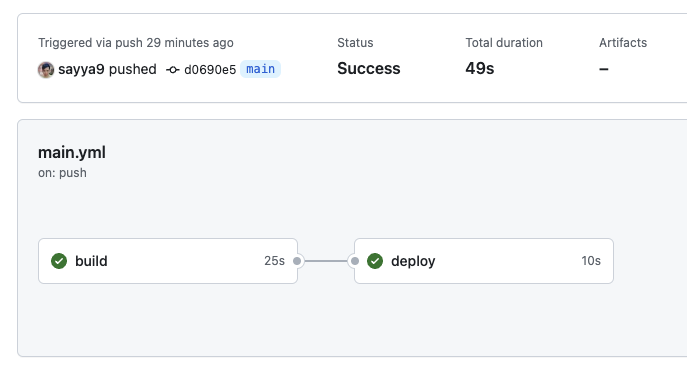 Triggered via push 29 minutes ago
sayya9 pushed d0690e5 main
Status
Success
Total duration
49s
Artifacts
–
main.yml
on: push
build 25s
deploy 10s